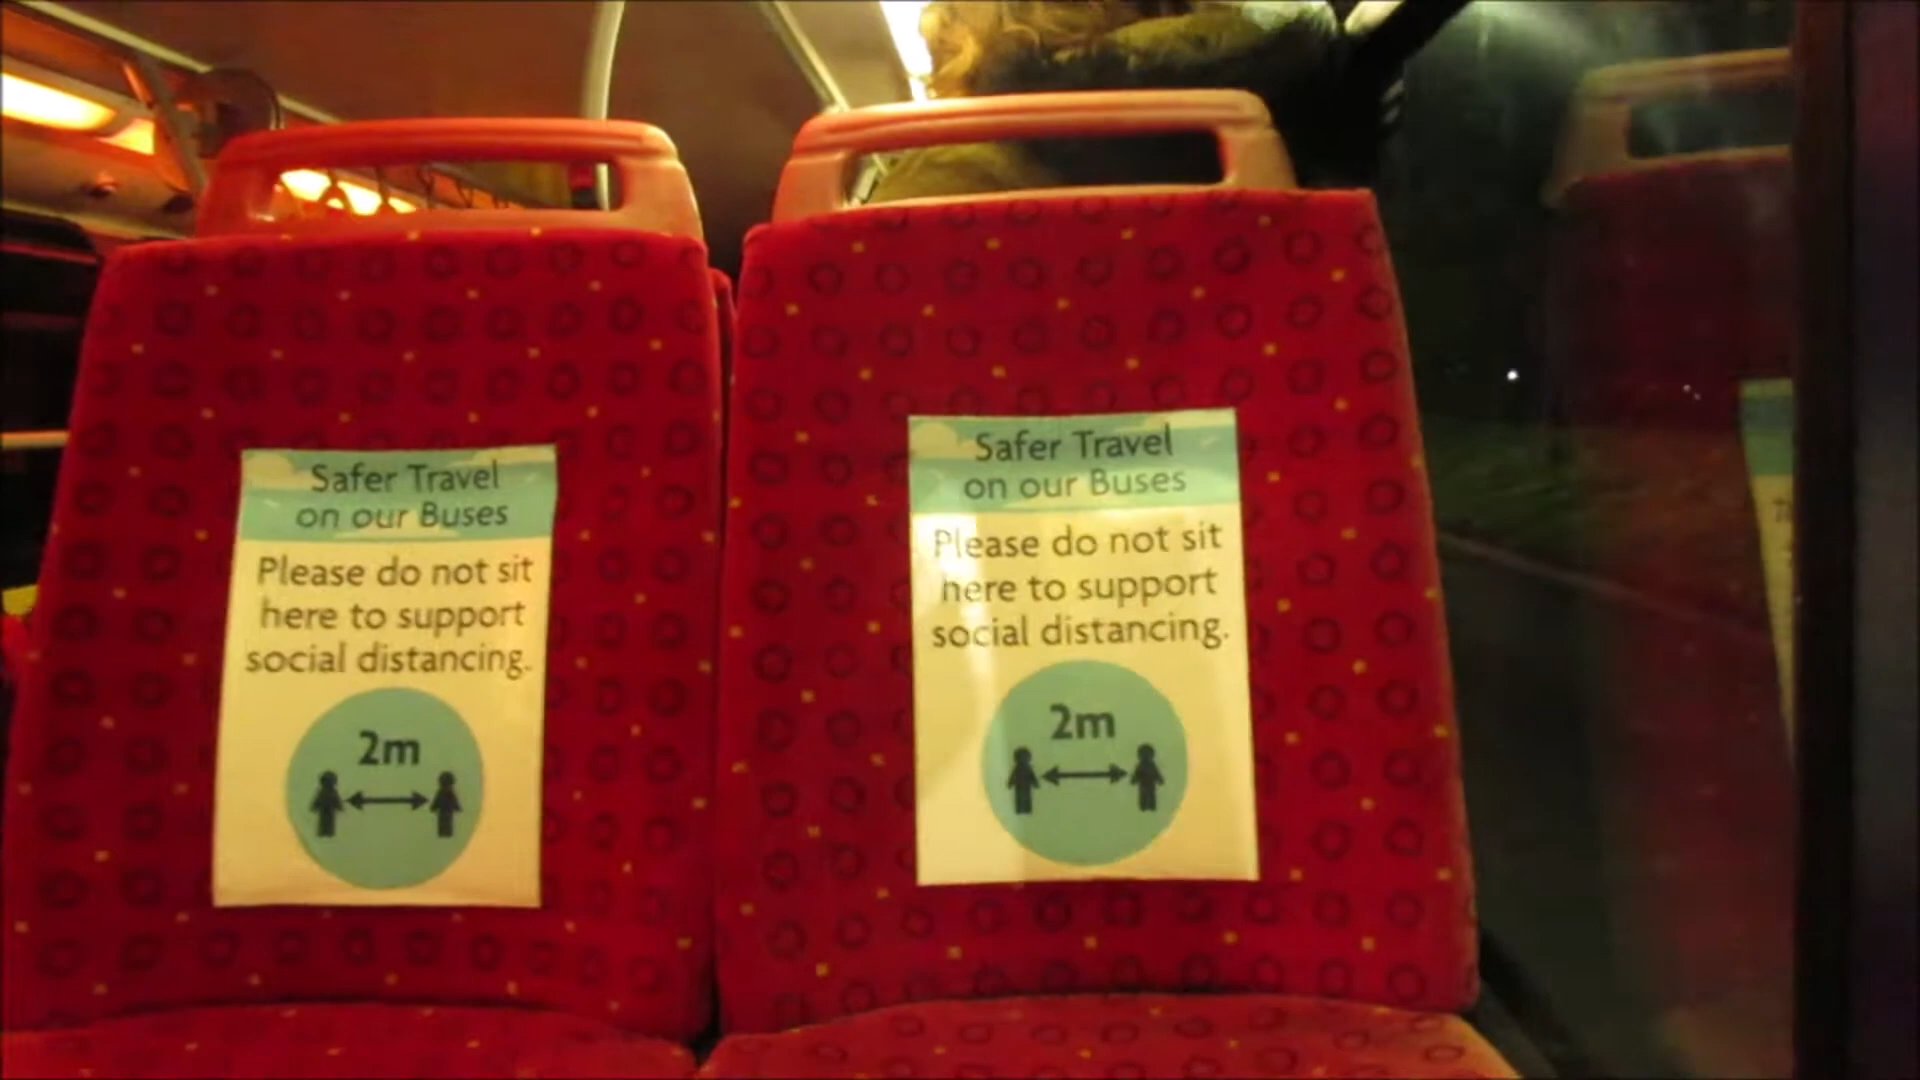 Safer Travel
on our Buses
Please do not sit
here to support
social distancing.
2m
Safer Travel
on our Buses
Please do not sit
here to support
social distancing.
2m